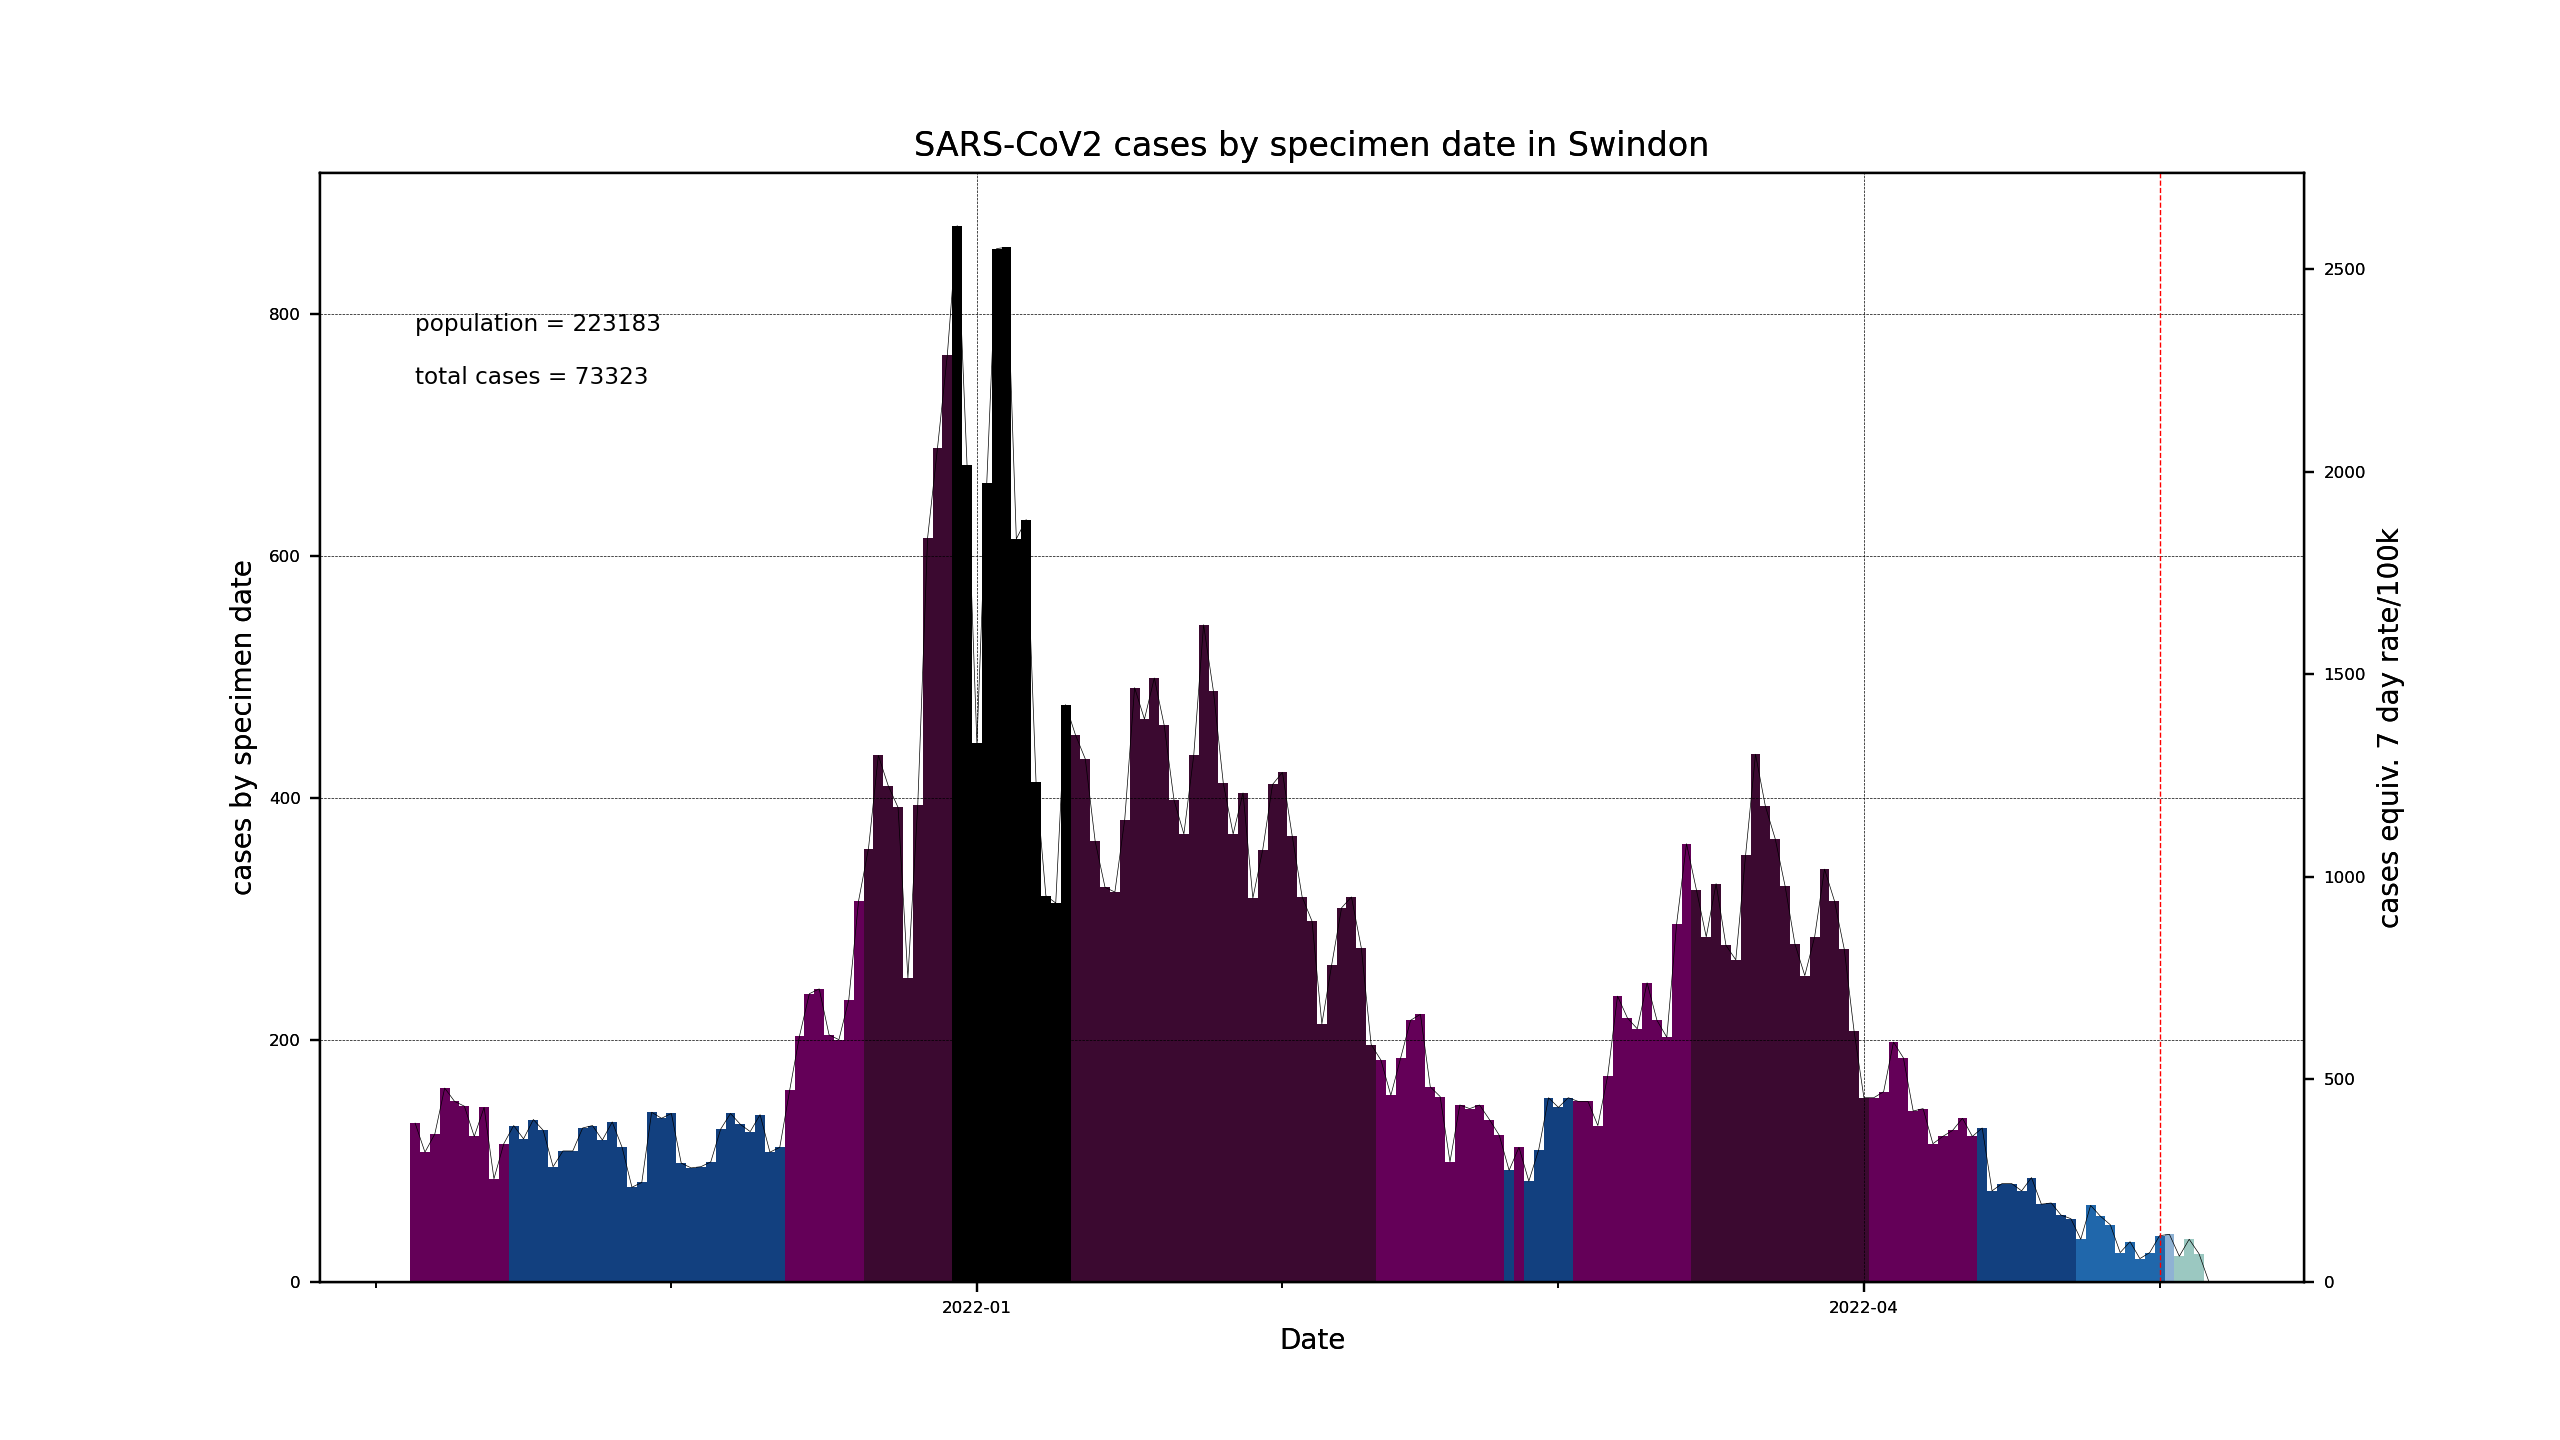 SARS-CoV2 cases by specimen date in Swindon
population = 223183
total cases = 73323
cases by specimen date
800
600
400
200
0
2500
2000
1500
1000
500
0
cases equiv. 7 day rate/100k
2022-01
2022-04
Date